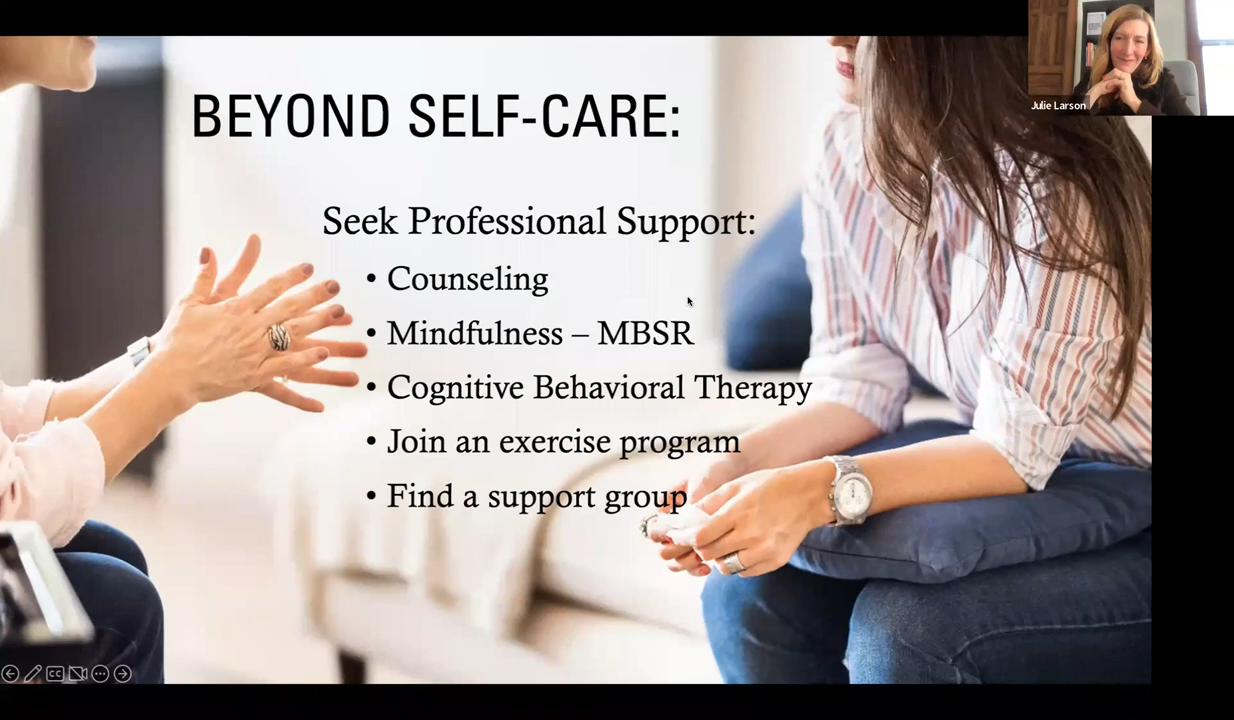 BEYOND SELF-CARE:
Julie Larson
Seek Professional Support:
• Counseling
• Mindfulness – MBSR
• Cognitive Behavioral Therapy
• Join an exercise program
• Find a support group
CC